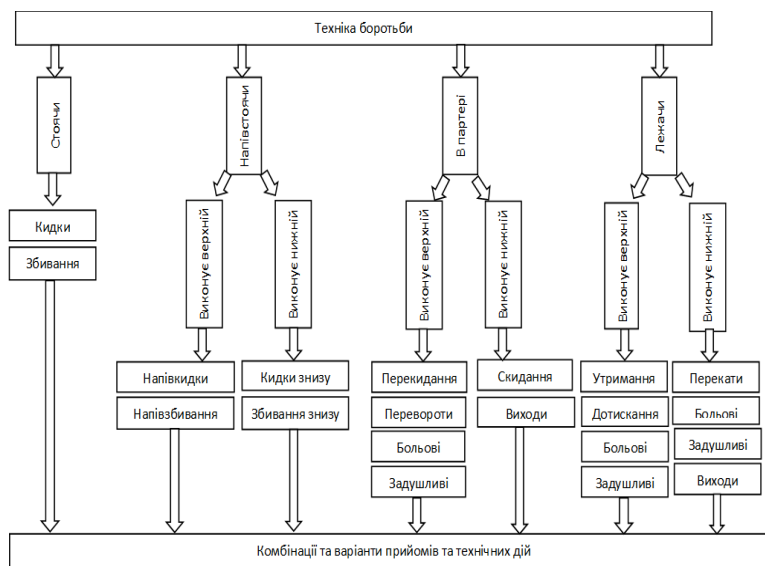 Техніка боротьби
Стоячи
Напівстоячи
В партері
Лежачи
Виконує верхній
Виконує нижній
Виконує верхній
Виконує нижній
Виконує верхній
Виконує нижній
Кидки
Збивання
Напівкидки
Напівзбивання
Кидки знизу
Збивання знизу
Перекидання
Перевороти
Больові
Задушливі
Скидання
Виходи
Утримання
Дотискання
Больові
Задушливі
Перекати
Больові
Задушливі
Виходи
Комбінації та варіанти прийомів та технічних дій